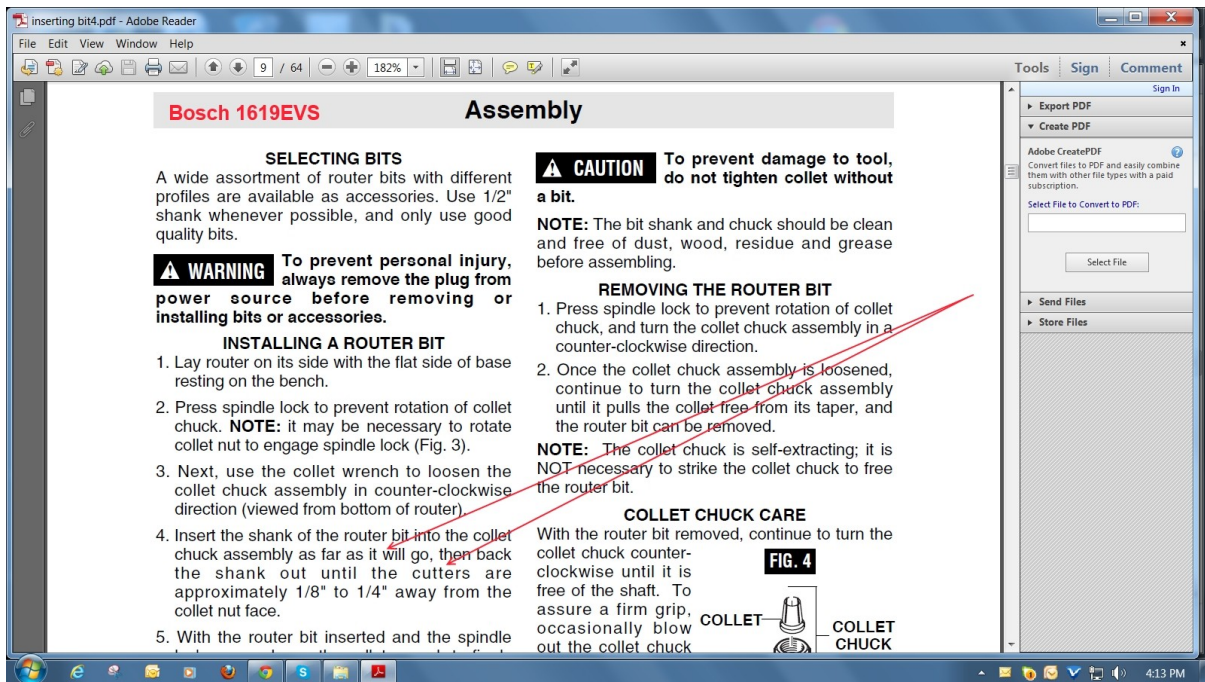 inserting bit4.pdf - Adobe Reader
File Edit View Window Help
9 / 64 182%
Tools Sign Comment
Bosch 1619EVS Assembly
SELECTING BITS
A wide assortment of router bits with different
profiles are available as accessories. Use 1/2"
shank whenever possible, and only use good
quality bits.
WARNING To prevent personal injury,
always remove the plug from
power source before removing or
installing bits or accessories.
INSTALLING A ROUTER BIT
1. Lay router on its side with the flat side of base
resting on the bench.
2. Press spindle lock to prevent rotation of collet
chuck. NOTE: it may be necessary to rotate
collet nut to engage spindle lock (Fig. 3).
3. Next, use the collet wrench to loosen the
collet chuck assembly in counter-clockwise
direction (viewed from bottom of router).
4. Insert the shank of the router bit into the collet
chuck assembly as far as it will go, then back
the shank out until the cutters are
approximately 1/8" to 1/4" away from the
collet nut face.
5. With the router bit inserted and the spindle
CAUTION To prevent damage to tool,
do not tighten collet without
a bit.
NOTE: The bit shank and chuck should be clean
and free of dust, wood, residue and grease
before assembling.
REMOVING THE ROUTER BIT
1. Press spindle lock to prevent rotation of collet
chuck, and turn the collet chuck assembly in a
counter-clockwise direction.
2. Once the collet chuck assembly is loosened,
continue to turn the collet chuck assembly
until it pulls the collet free from its taper, and
the router bit can be removed.
NOTE: The collet chuck is self-extracting; it is
NOT necessary to strike the collet chuck to free
the router bit.
COLLET CHUCK CARE
With the router bit removed, continue to turn the
collet chuck counter-
clockwise until it is
free of the shaft. To
assure a firm grip,
occasionally blow
out the collet chuck
FIG. 4
COLLET
COLLET
CHUCK
Sign In
Export PDF
Create PDF
Adobe CreatePDF
Convert files to PDF and easily combine
them with other file types with a paid
subscription.
Select File to Convert to PDF:
Select File
Send Files
Store Files
4:13 PM